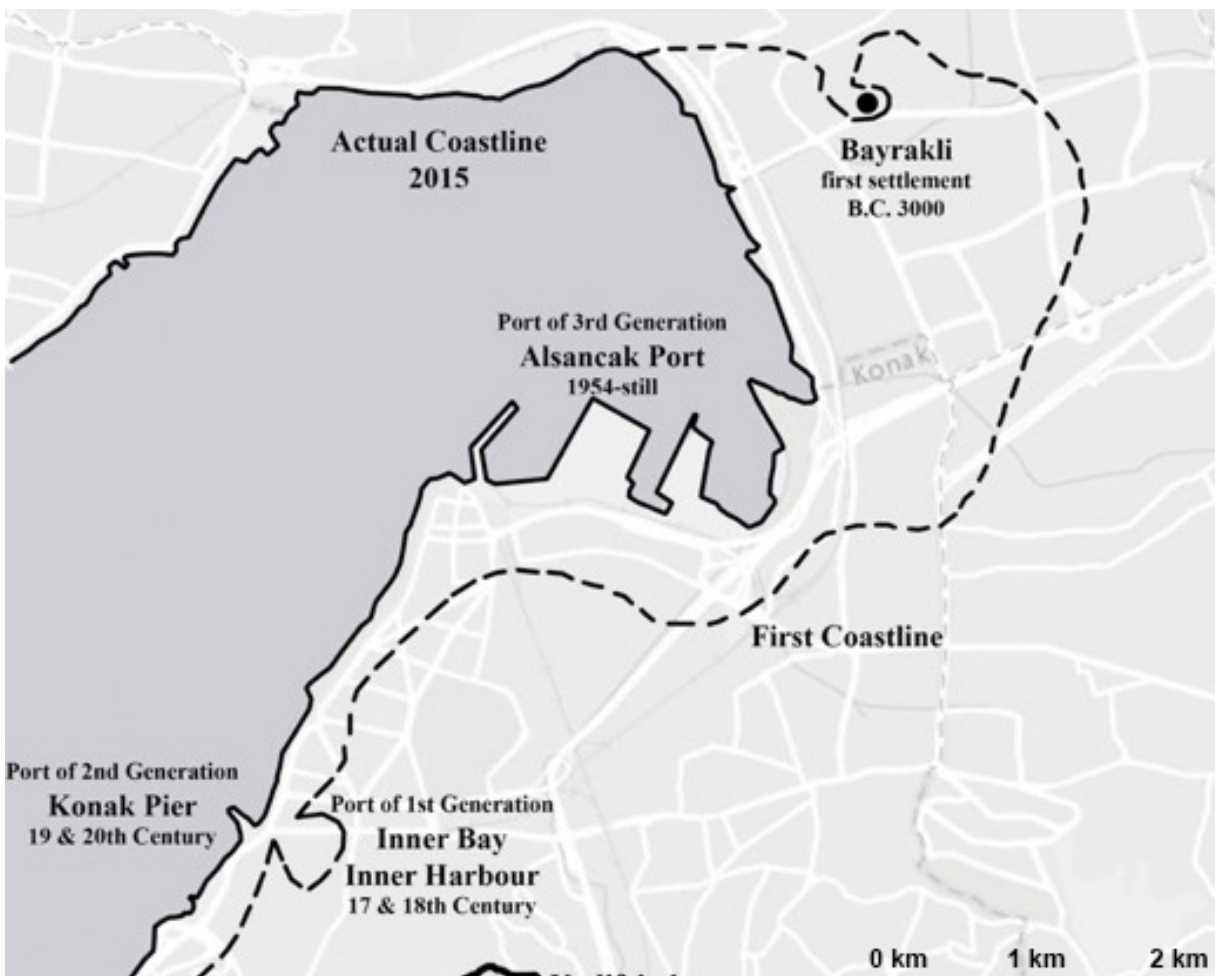 Actual Coastline
2015
Bayrakli
first settlement
B.C. 3000
Port of 3rd Generation
Alsancak Port
1954-still
Konak
First Coastline
Port of 2nd Generation
Konak Pier
19 & 20th Century
Port of 1st Generation
Inner Bay
Inner Harbour
17 & 18th Century
0 km 1 km 2 km